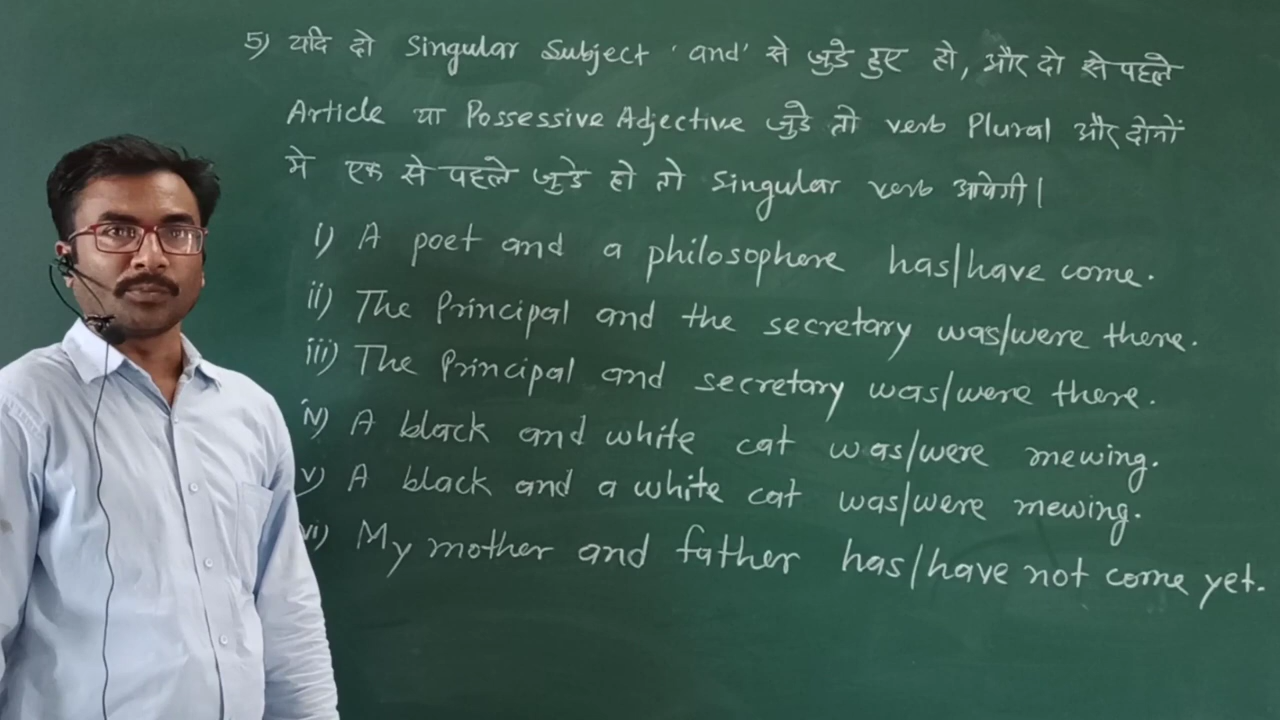 5) यदि दो Singular Subject 'and' से जुडे हुए हो, और दो से पहले
Article या Possessive Adjective जुडे तो verb Plural और दोनों
मे एक से पहले जुडे हो तो Singular verb आयेगी।
i) A poet and a philosophere has/have come.
ii) The Principal and the secretary was/were there.
iii) The Principal and secretary was/were there.
iv) A black and white cat was/were mewing.
v) A black and a white cat was/were mewing.
vi) My mother and father has/have not come yet.